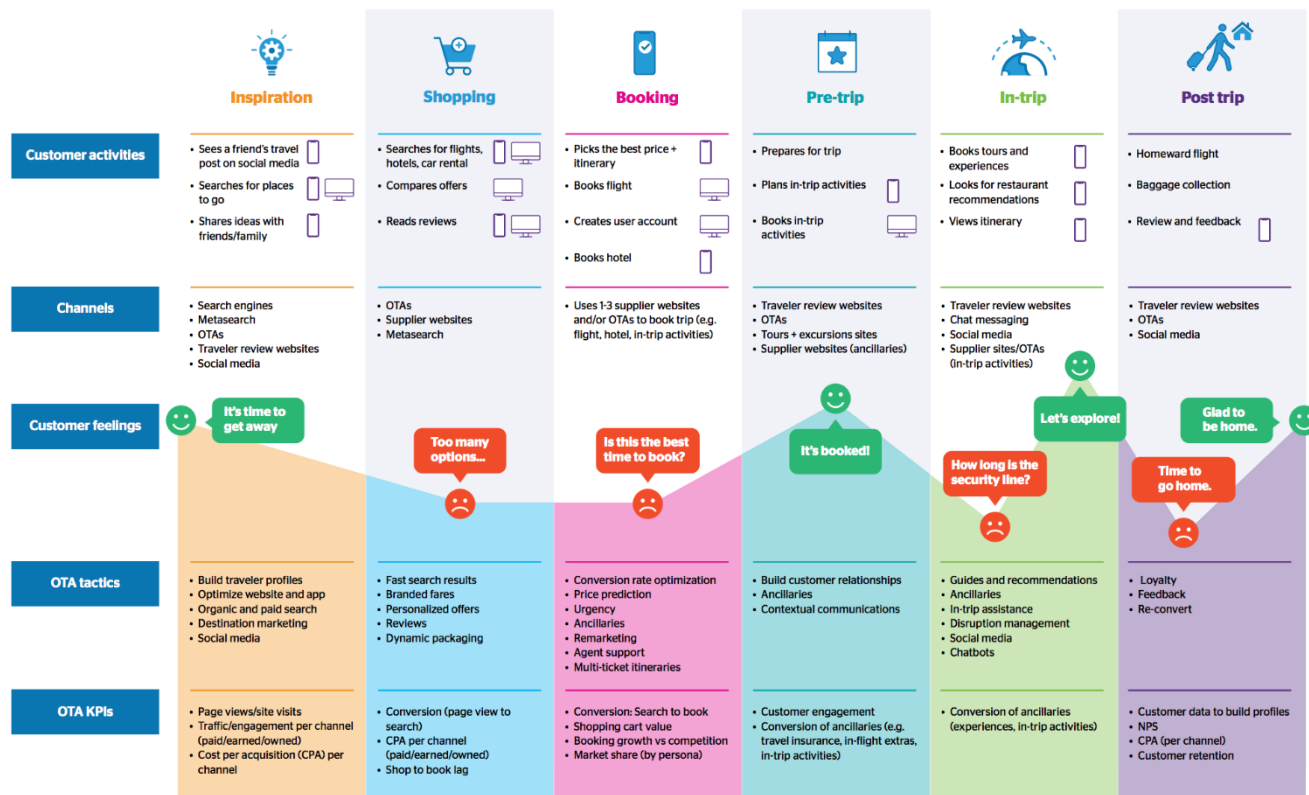 Inspiration
Shopping
Booking
Pre-trip
In-trip
Post trip
Customer activities
• Sees a friend's travel
post on social media
• Searches for places
to go
• Shares ideas with
friends/family
• Searches for flights,
hotels, car rental
• Compares offers
• Reads reviews
• Picks the best price +
itinerary
• Books flight
• Creates user account
• Books hotel
• Prepares for trip
• Plans in-trip activities
• Books in-trip
activities
• Books tours and
experiences
• Looks for restaurant
recommendations
• Views itinerary
• Homeward flight
• Baggage collection
• Review and feedback
Channels
• Search engines
• Metasearch
• OTAs
• Traveler review websites
• Social media
• OTAs
• Supplier websites
• Metasearch
• Uses 1-3 supplier websites
and/or OTAs to book trip (e.g.
flight, hotel, in-trip activities)
• Traveler review websites
• OTAs
• Tours + excursions sites
• Supplier websites (ancillaries)
• Traveler review websites
• Chat messaging
• Social media
• Supplier sites/OTAs
(in-trip activities)
• Traveler review websites
• OTAs
• Social media
Customer feelings
It's time to
get away
Too many
options...
Is this the best
time to book?
It's booked!
How long is the
security line?
Let's explore!
Time to
go home.
Glad to
be home.
OTA tactics
• Build traveler profiles
• Optimize website and app
• Organic and paid search
• Destination marketing
• Social media
• Fast search results
• Branded fares
• Personalized offers
• Reviews
• Dynamic packaging
• Conversion rate optimization
• Price prediction
• Urgency
• Ancillaries
• Remarketing
• Agent support
• Multi-ticket itineraries
• Build customer relationships
• Ancillaries
• Contextual communications
• Guides and recommendations
• Ancillaries
• In-trip assistance
• Disruption management
• Social media
• Chatbots
• Loyalty
• Feedback
• Re-convert
OTA KPIs
• Page views/site visits
• Traffic/engagement per channel
(paid/earned/owned)
• Cost per acquisition (CPA) per
channel
• Conversion (page view to
search)
• CPA per channel
(paid/earned/owned)
• Shop to book lag
• Conversion: Search to book
• Shopping cart value
• Booking growth vs competition
• Market share (by persona)
• Customer engagement
• Conversion of ancillaries (e.g.
travel insurance, in-flight extras,
in-trip activities)
• Conversion of ancillaries
(experiences, in-trip activities)
• Customer data to build profiles
• NPS
• CPA (per channel)
• Customer retention